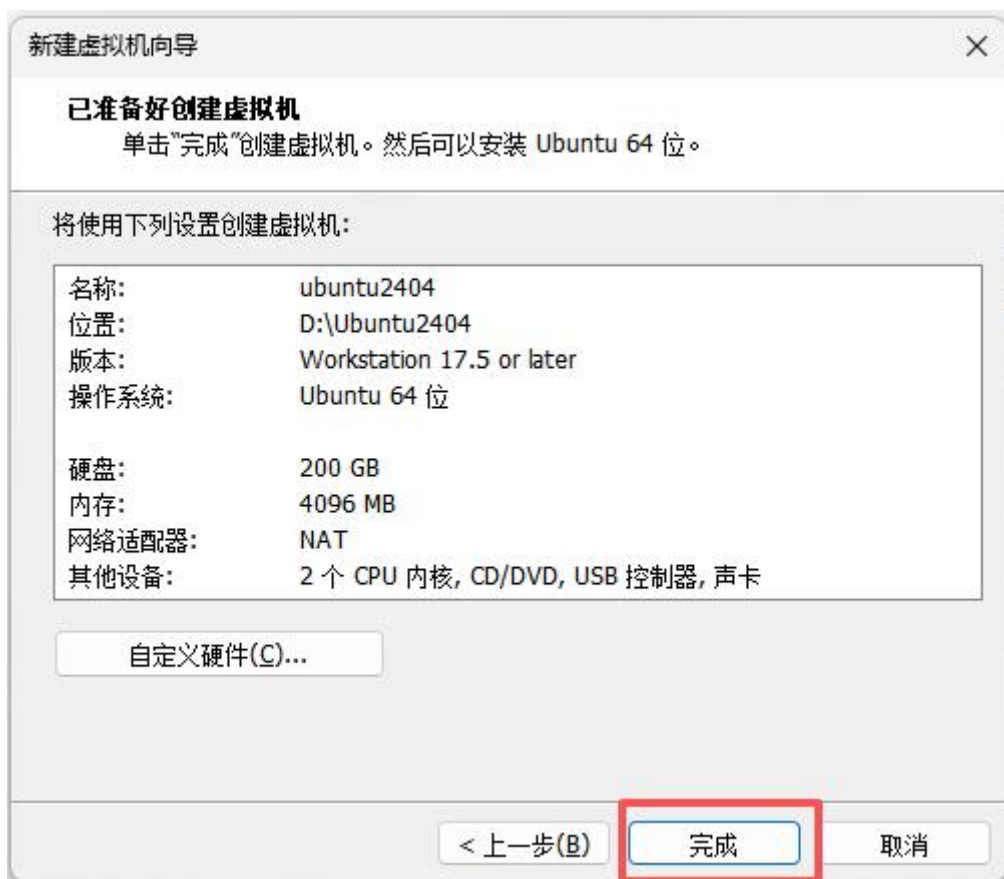 新建虚拟机向导
已准备好创建虚拟机
单击"完成"创建虚拟机。然后可以安装 Ubuntu 64 位。
将使用下列设置创建虚拟机:
名称: ubuntu2404
位置: D:\Ubuntu2404
版本: Workstation 17.5 or later
操作系统: Ubuntu 64 位
硬盘: 200 GB
内存: 4096 MB
网络适配器: NAT
其他设备: 2 个 CPU 内核, CD/DVD, USB 控制器, 声卡
自定义硬件(C)...
< 上一步(B) 完成 取消